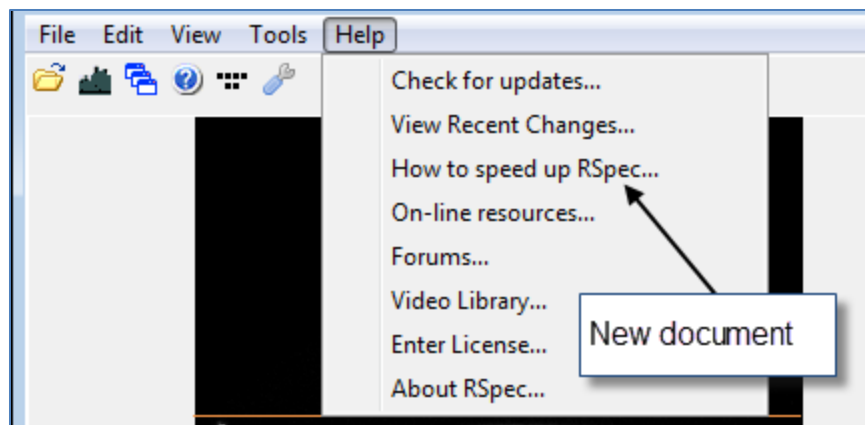 File Edit View Tools Help
Check for updates...
View Recent Changes...
How to speed up RSpec...
On-line resources...
Forums...
Video Library...
Enter License...
About RSpec...
New document